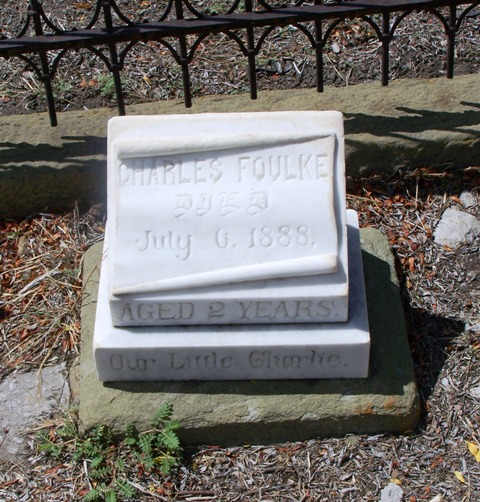 CHARLES FOULKE
DIED
July 6. 1888.
AGED 2 YEARS.
Our Little Charlie.